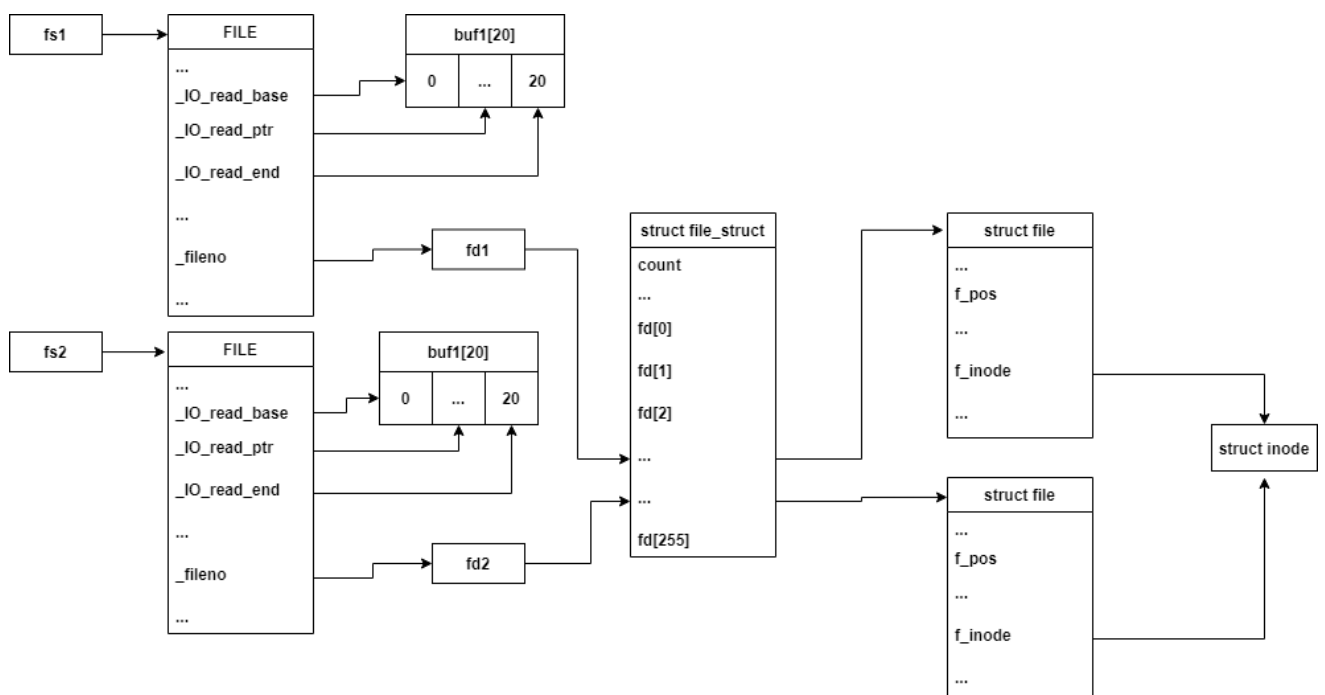 fs1
FILE
...
_IO_read_base
_IO_read_ptr
_IO_read_end
...
_fileno
...
buf1[20]
0 ... 20
fd1
fs2
FILE
...
_IO_read_base
_IO_read_ptr
_IO_read_end
...
_fileno
...
buf1[20]
0 ... 20
fd2
struct file_struct
count
...
fd[0]
fd[1]
fd[2]
...
...
fd[255]
struct file
...
f_pos
...
f_inode
...
struct file
...
f_pos
...
f_inode
...
struct inode